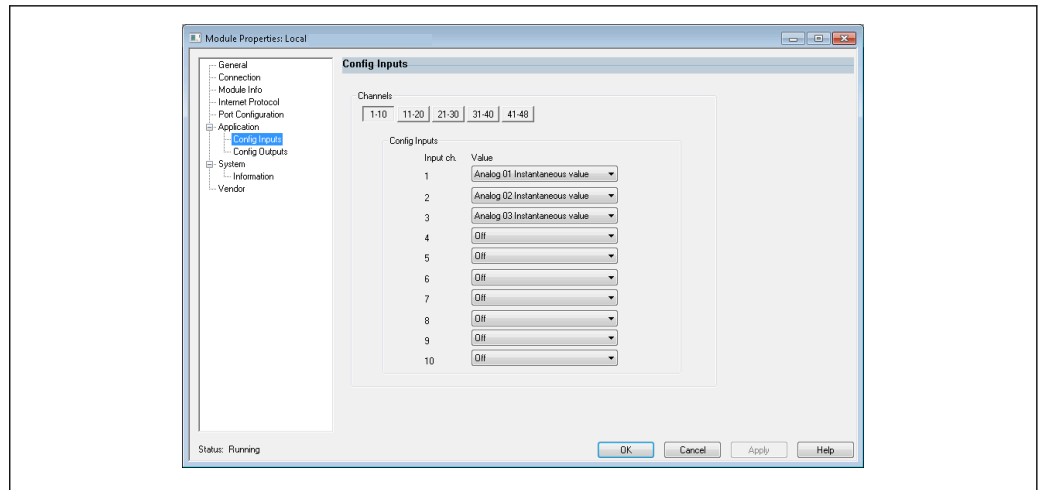 Module Properties: Local
General
Connection
Module Info
Internet Protocol
Port Configuration
Application
Config Inputs
Config Outputs
System
Information
Vendor
Config Inputs
Channels
1-10 11-20 21-30 31-40 41-48
Config Inputs
Input ch. Value
1 Analog 01 Instantaneous value
2 Analog 02 Instantaneous value
3 Analog 03 Instantaneous value
4 Off
5 Off
6 Off
7 Off
8 Off
9 Off
10 Off
Status: Running
OK Cancel Apply Help